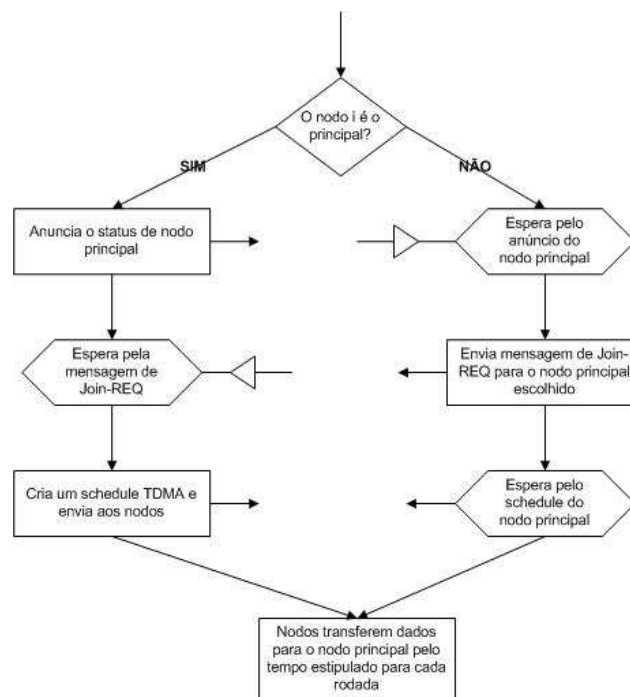 O nodo i é o
principal?
SIM
NÃO
Anuncia o status de nodo
principal
Espera pelo
anúncio do
nodo principal
Espera pela
mensagem de
Join-REQ
Envia mensagem de Join-
REQ para o nodo principal
escolhido
Cria um schedule TDMA e
envia aos nodos
Espera pelo
schedule do
nodo principal
Nodos transferem dados
para o nodo principal pelo
tempo estipulado para cada
rodada